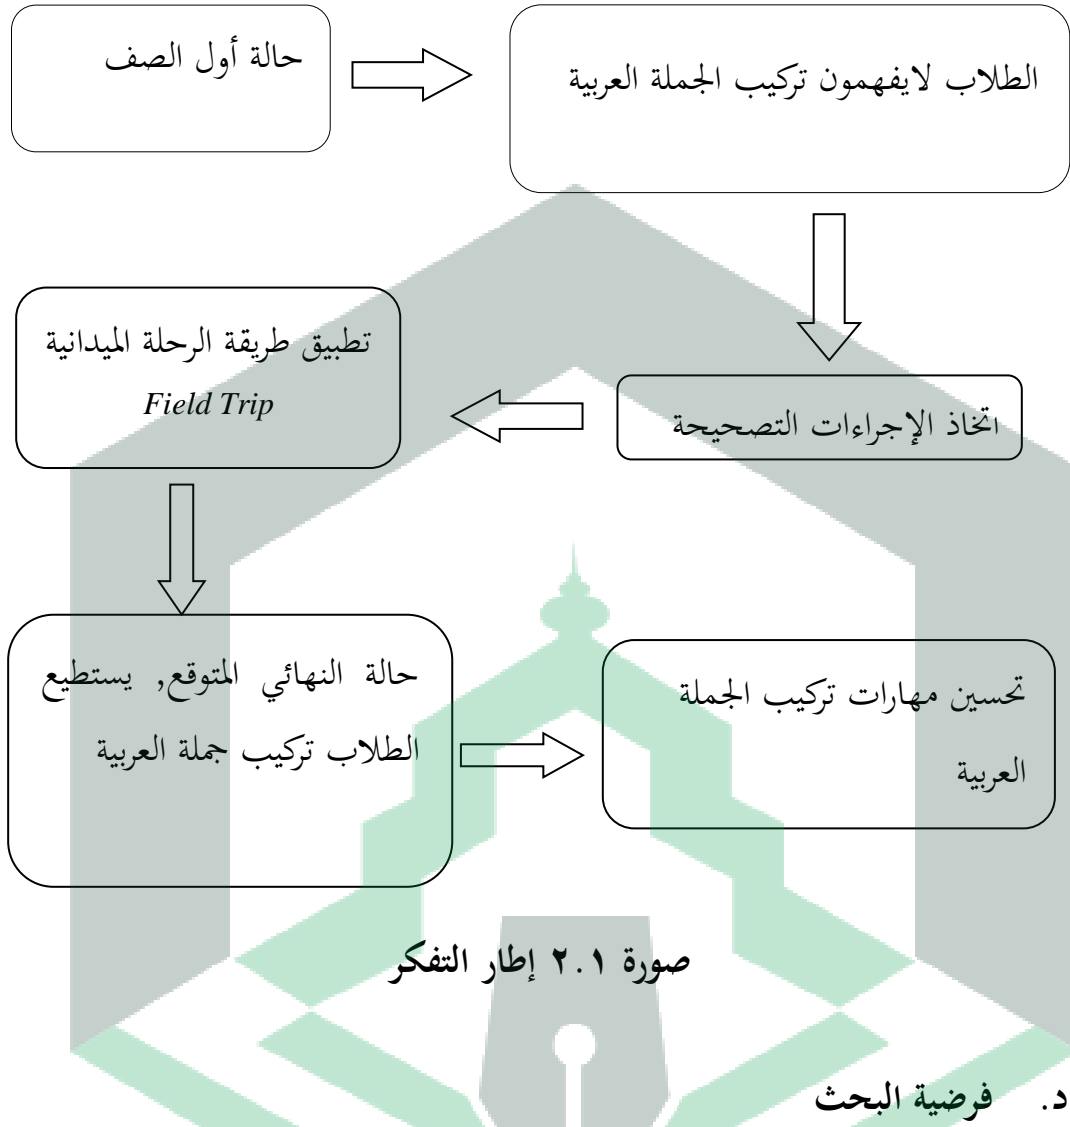 حالة أول الصف
الطلاب لايفهمون تركيب الجملة العربية
اتخاذ الإجراءات التصحيحة
تطبيق طريقة الرحلة الميدانية
Field Trip
حالة النهائي المتوقع, يستطيع
الطلاب تركيب جملة العربية
تحسين مهارات تركيب الجملة
العربية
صورة ٢.١ إطار التفكر
د. فرضية البحث